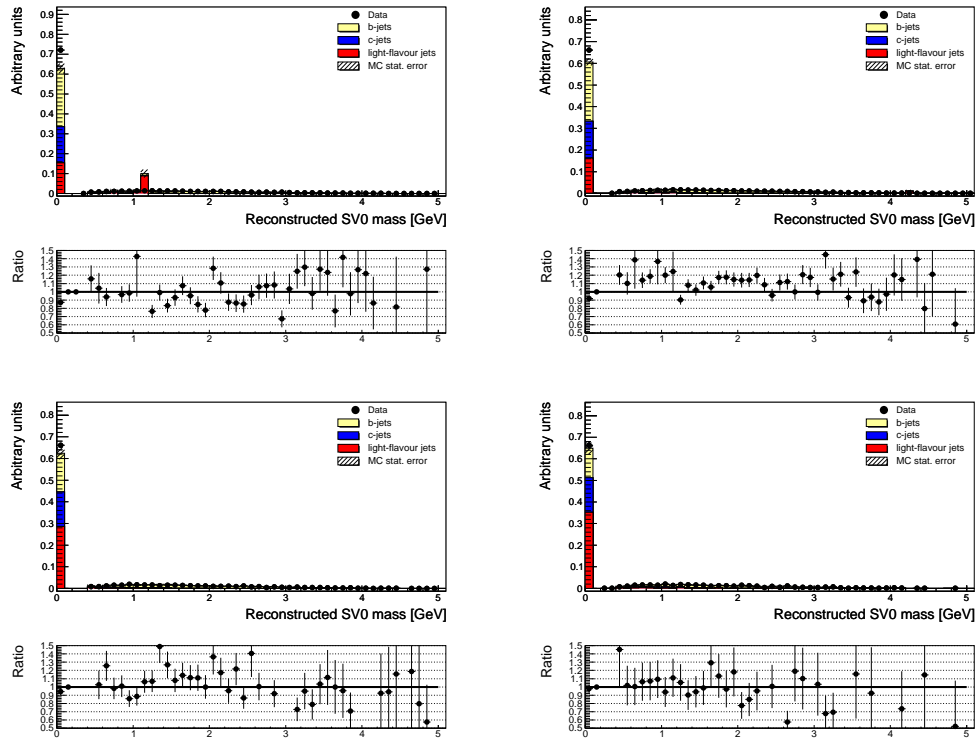 Arbitrary units
0.9
0.8
0.7
0.6
0.5
0.4
0.3
0.2
0.1
0
Data
b-jets
c-jets
light-flavour jets
MC stat. error
0 1 2 3 4 5
Reconstructed SV0 mass [GeV]
Ratio
1.5
1.4
1.3
1.2
1.1
1
0.9
0.8
0.7
0.6
0.5
0 1 2 3 4 5
Arbitrary units
0.8
0.7
0.6
0.5
0.4
0.3
0.2
0.1
0
Data
b-jets
c-jets
light-flavour jets
MC stat. error
0 1 2 3 4 5
Reconstructed SV0 mass [GeV]
Ratio
1.5
1.4
1.3
1.2
1.1
1
0.9
0.8
0.7
0.6
0.5
0 1 2 3 4 5
Arbitrary units
0.8
0.7
0.6
0.5
0.4
0.3
0.2
0.1
0
Data
b-jets
c-jets
light-flavour jets
MC stat. error
0 1 2 3 4 5
Reconstructed SV0 mass [GeV]
Ratio
1.5
1.4
1.3
1.2
1.1
1
0.9
0.8
0.7
0.6
0.5
0 1 2 3 4 5
Arbitrary units
0.8
0.7
0.6
0.5
0.4
0.3
0.2
0.1
0
Data
b-jets
c-jets
light-flavour jets
MC stat. error
0 1 2 3 4 5
Reconstructed SV0 mass [GeV]
Ratio
1.5
1.4
1.3
1.2
1.1
1
0.9
0.8
0.7
0.6
0.5
0 1 2 3 4 5